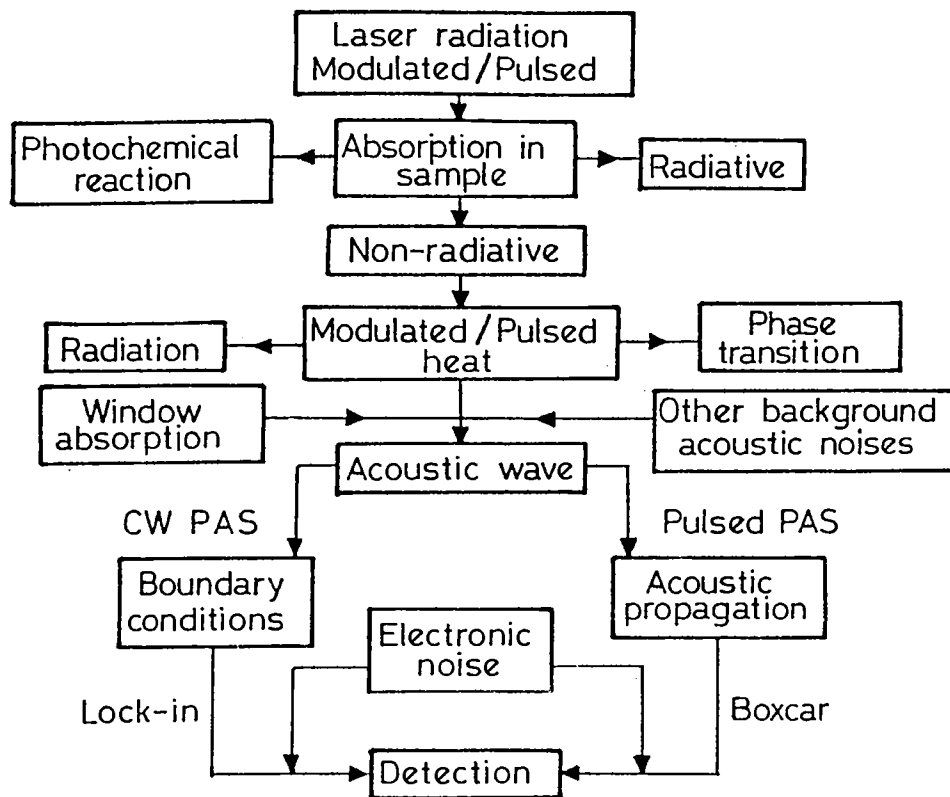 Laser radiation
Modulated/Pulsed
Photochemical
reaction
Absorption in
sample
Radiative
Non-radiative
Radiation
Modulated/Pulsed
heat
Phase
transition
Window
absorption
Other background
acoustic noises
Acoustic wave
CW PAS
Pulsed PAS
Boundary
conditions
Acoustic
propagation
Electronic
noise
Lock-in
Boxcar
Detection